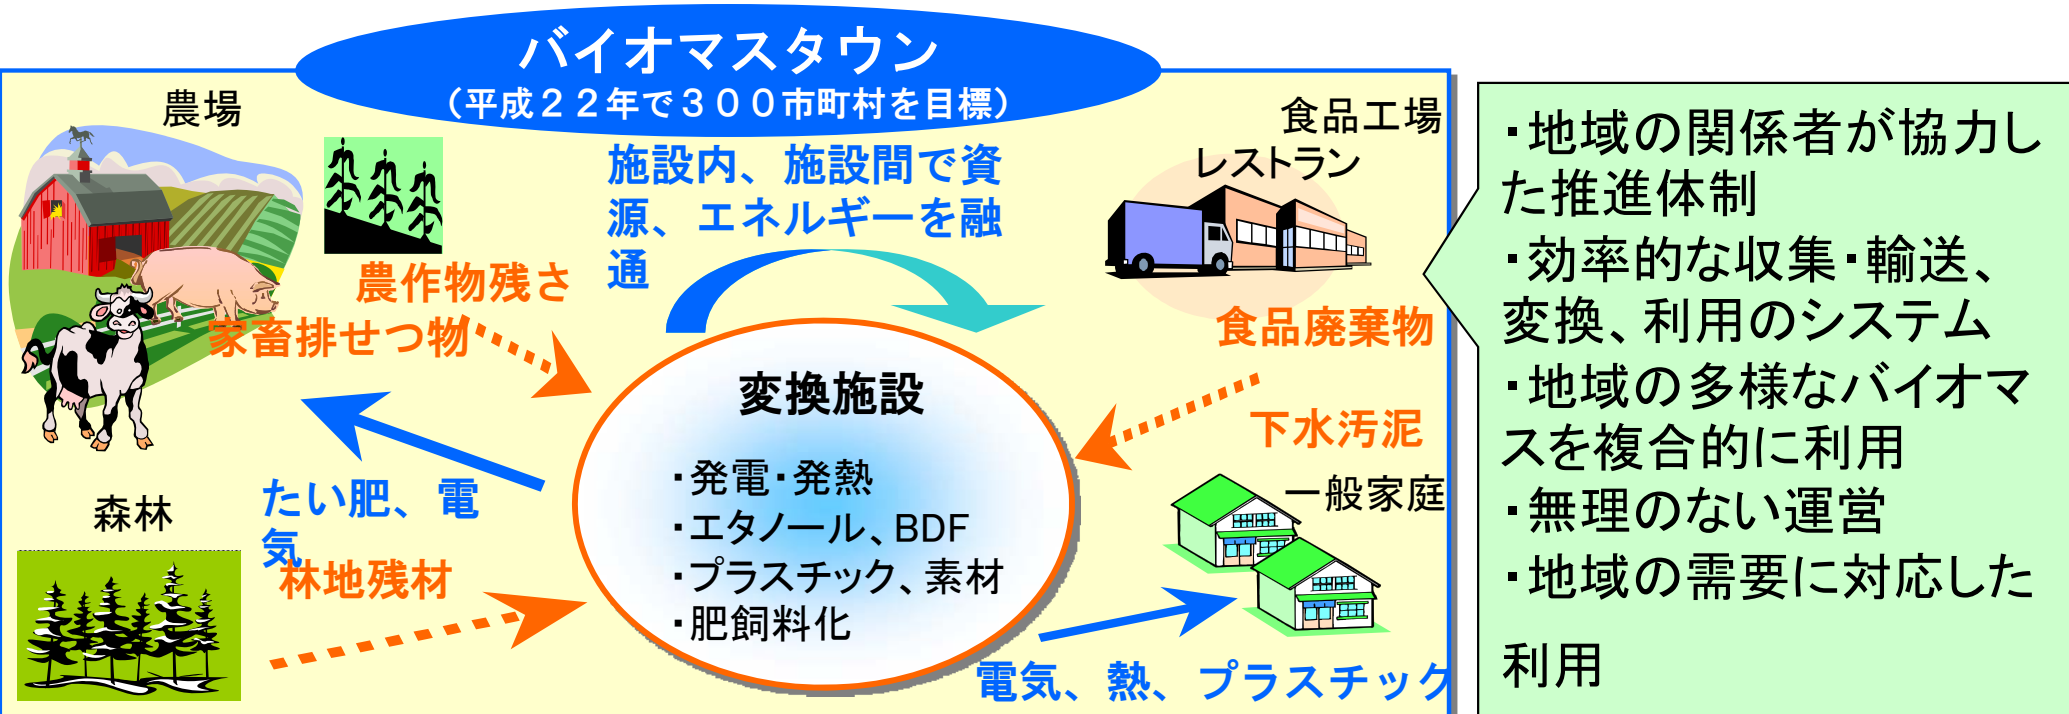 バイオマスタウン
（平成２２年で３００市町村を目標）
農場
食品工場
レストラン
施設内、施設間で資
源、エネルギーを融
通
農作物残さ
家畜排せつ物
食品廃棄物
下水汚泥
一般家庭
変換施設
・発電・発熱
・エタノール、BDF
・プラスチック、素材
・肥飼料化
たい肥、電
気
森林
林地残材
電気、熱、プラスチック
・地域の関係者が協力し
た推進体制
・効率的な収集・輸送、
変換、利用のシステム
・地域の多様なバイオマ
スを複合的に利用
・無理のない運営
・地域の需要に対応した
利用